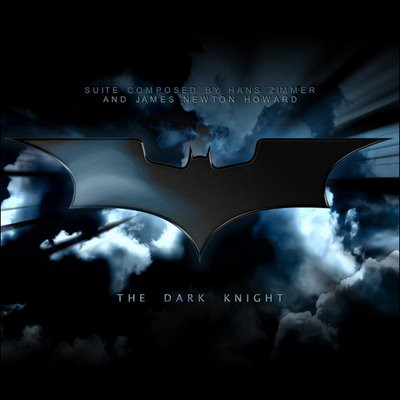 SUITE COMPOSED BY HANS ZIMMER
AND JAMES NEWTON HOWARD
THE DARK KNIGHT